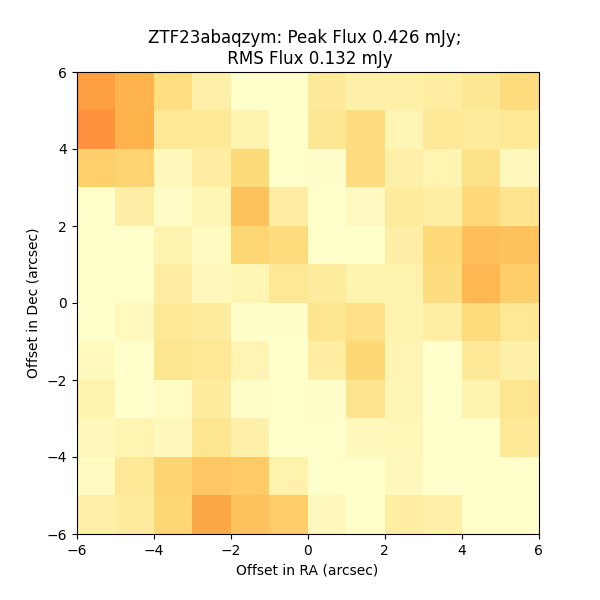 ZTF23abaqzym: Peak Flux 0.426 mJy;
RMS Flux 0.132 mJy
6
4
2
0
−2
−4
−6
Offset in Dec (arcsec)
−6 −4 −2 0 2 4 6
Offset in RA (arcsec)